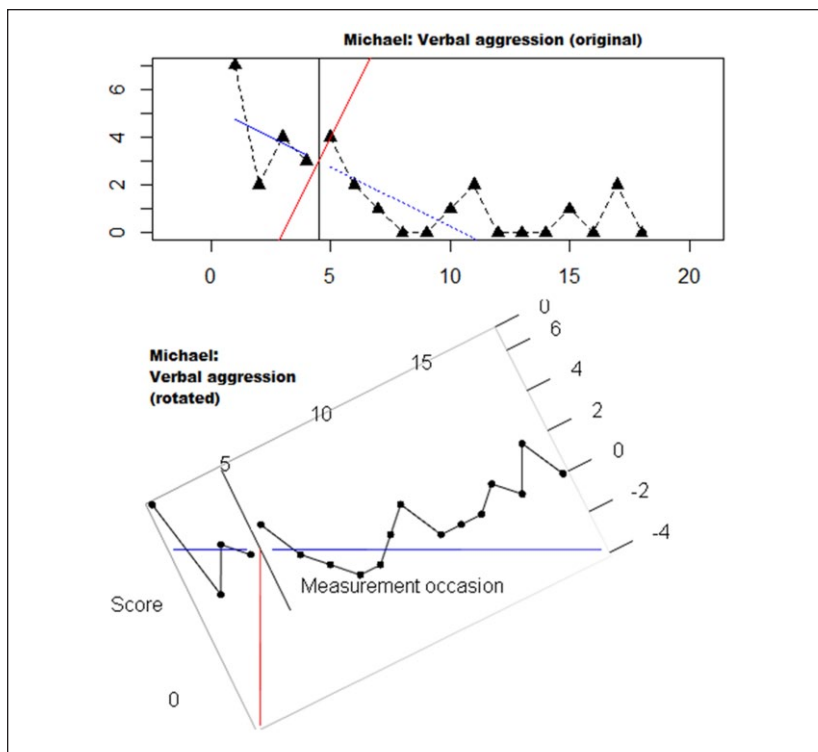 Michael: Verbal aggression (original)
6
4
2
0
0 5 10 15 20
0
6
15
4
Michael:
Verbal aggression
(rotated)
10
2
5
0
-2
-4
Measurement occasion
Score
0